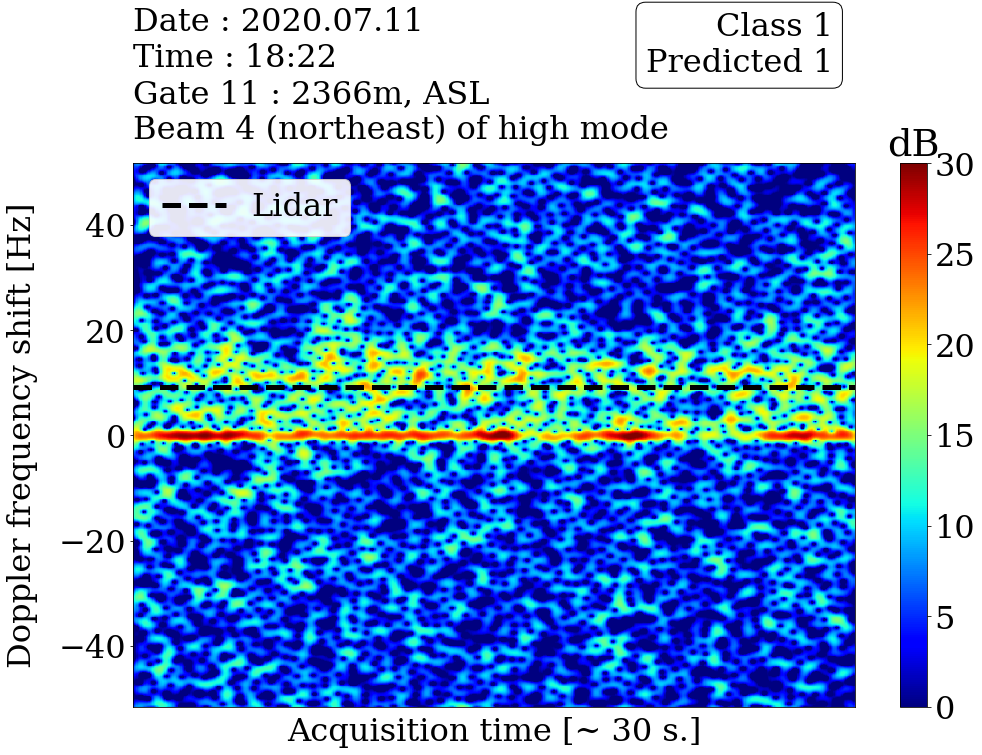 Date : 2020.07.11
Time : 18:22
Gate 11 : 2366m, ASL
Beam 4 (northeast) of high mode
Class 1
Predicted 1
dB
Lidar
Doppler frequency shift [Hz]
40
20
0
−20
−40
30
25
20
15
10
5
0
Acquisition time [~ 30 s.]